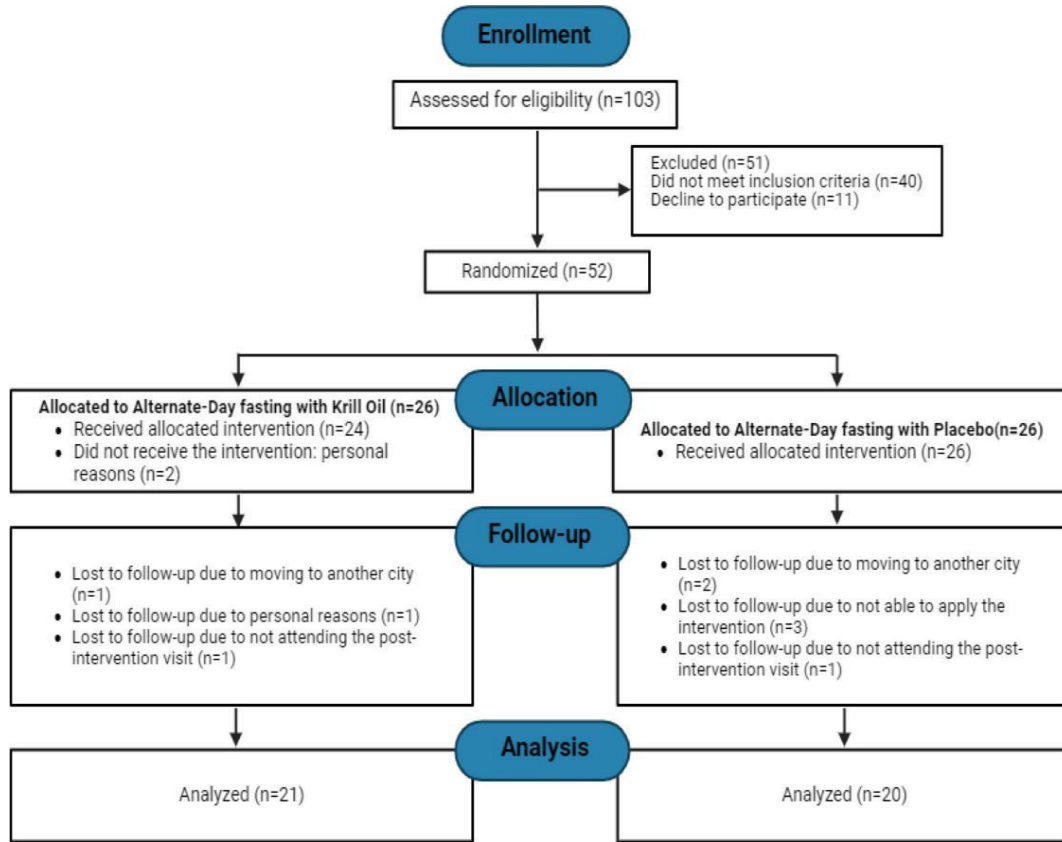 Enrollment
Assessed for eligibility (n=103)
Excluded (n=51)
Did not meet inclusion criteria (n=40)
Decline to participate (n=11)
Randomized (n=52)
Allocation
Allocated to Alternate-Day fasting with Krill Oil (n=26)
• Received allocated intervention (n=24)
• Did not receive the intervention: personal
reasons (n=2)
Allocated to Alternate-Day fasting with Placebo(n=26)
• Received allocated intervention (n=26)
Follow-up
• Lost to follow-up due to moving to another city
(n=1)
• Lost to follow-up due to personal reasons (n=1)
• Lost to follow-up due to not attending the post-
intervention visit (n=1)
• Lost to follow-up due to moving to another city
(n=2)
• Lost to follow-up due to not able to apply the
intervention (n=3)
• Lost to follow-up due to not attending the post-
intervention visit (n=1)
Analysis
Analyzed (n=21)
Analyzed (n=20)